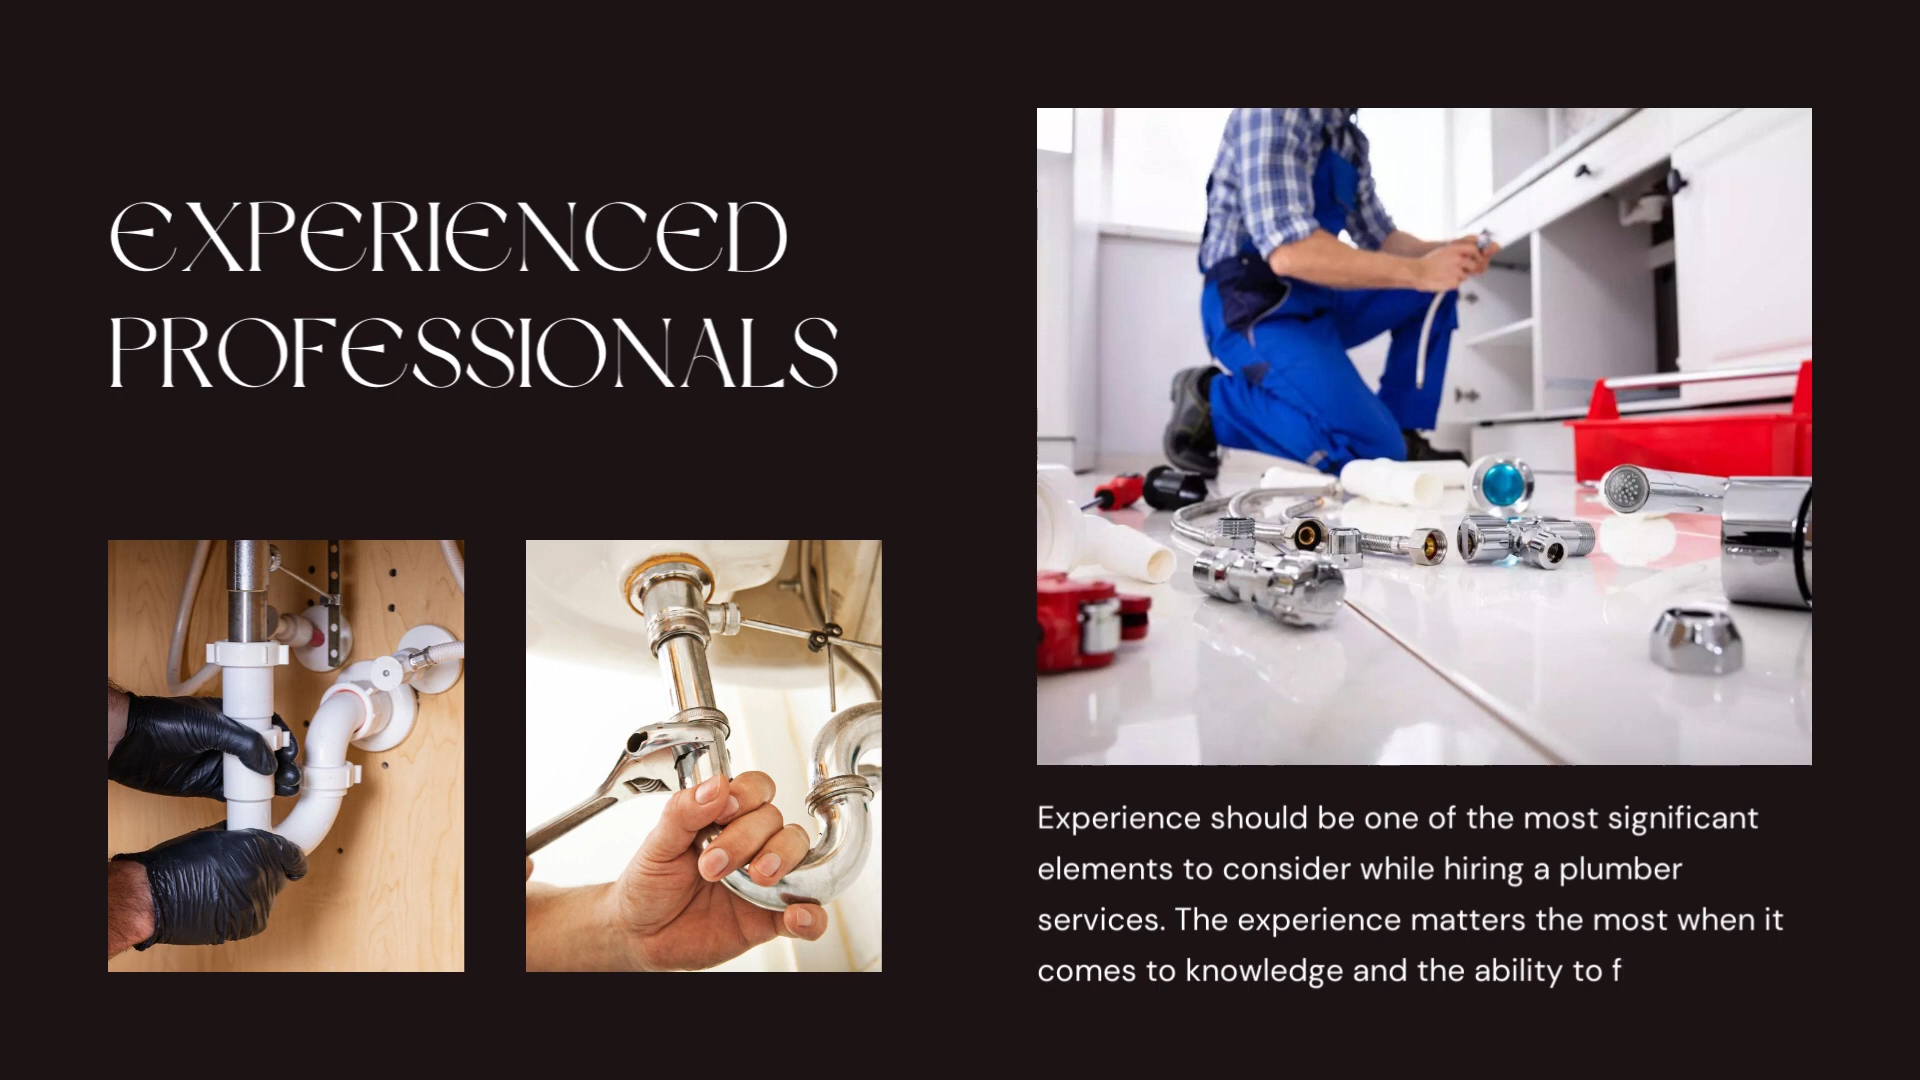 EXPERIENCED
PROFESSIONALS
Experience should be one of the most significant
elements to consider while hiring a plumber
services. The experience matters the most when it
comes to knowledge and the ability to f